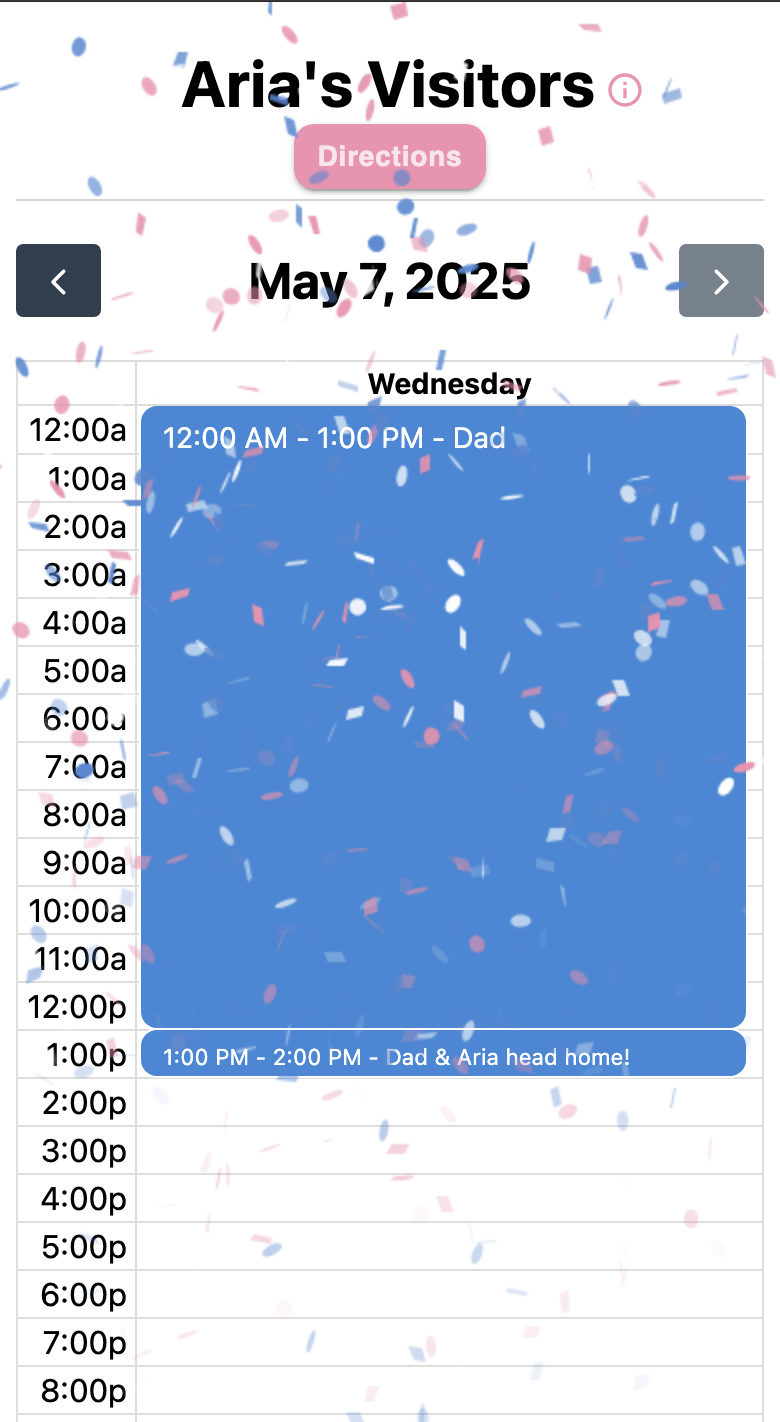 Aria's Visitors
Directions
May 7, 2025
Wednesday
12:00a
12:00 AM - 1:00 PM - Dad
1:00a
2:00a
3:00a
4:00a
5:00a
6:00a
7:00a
8:00a
9:00a
10:00a
11:00a
12:00p
1:00p
1:00 PM - 2:00 PM - Dad & Aria head home!
2:00p
3:00p
4:00p
5:00p
6:00p
7:00p
8:00p